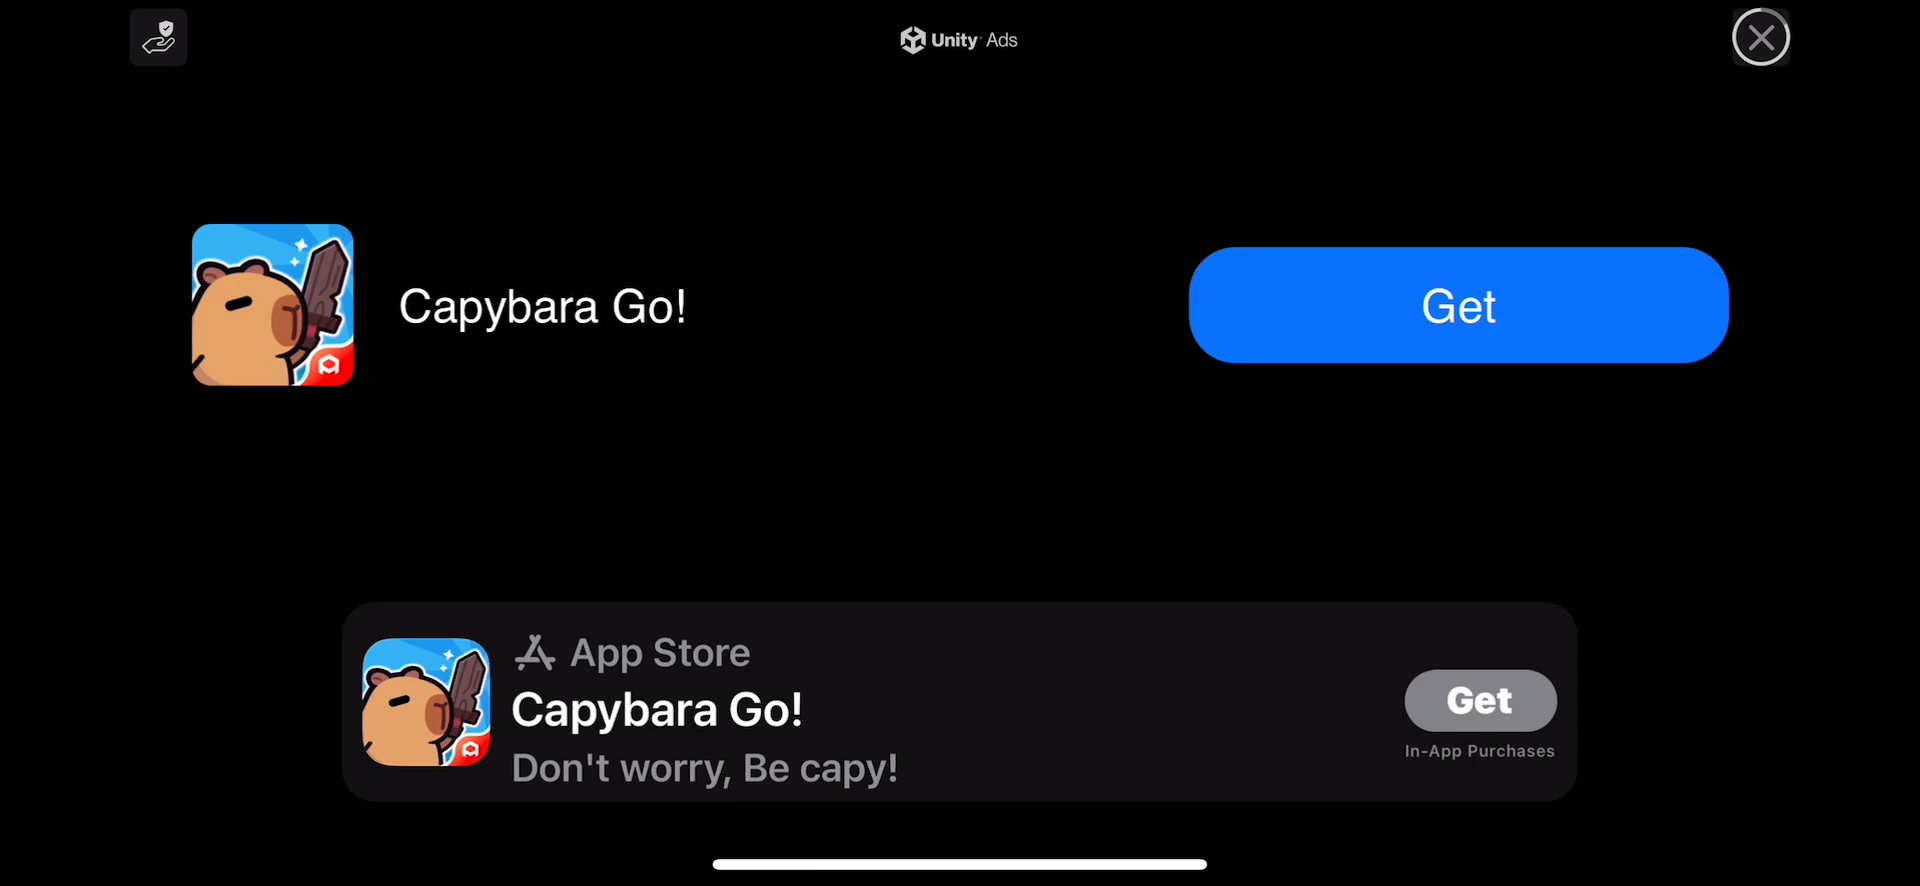 Unity Ads
Capybara Go!
Get
App Store
Capybara Go!
Don't worry, Be capy!
Get
In-App Purchases